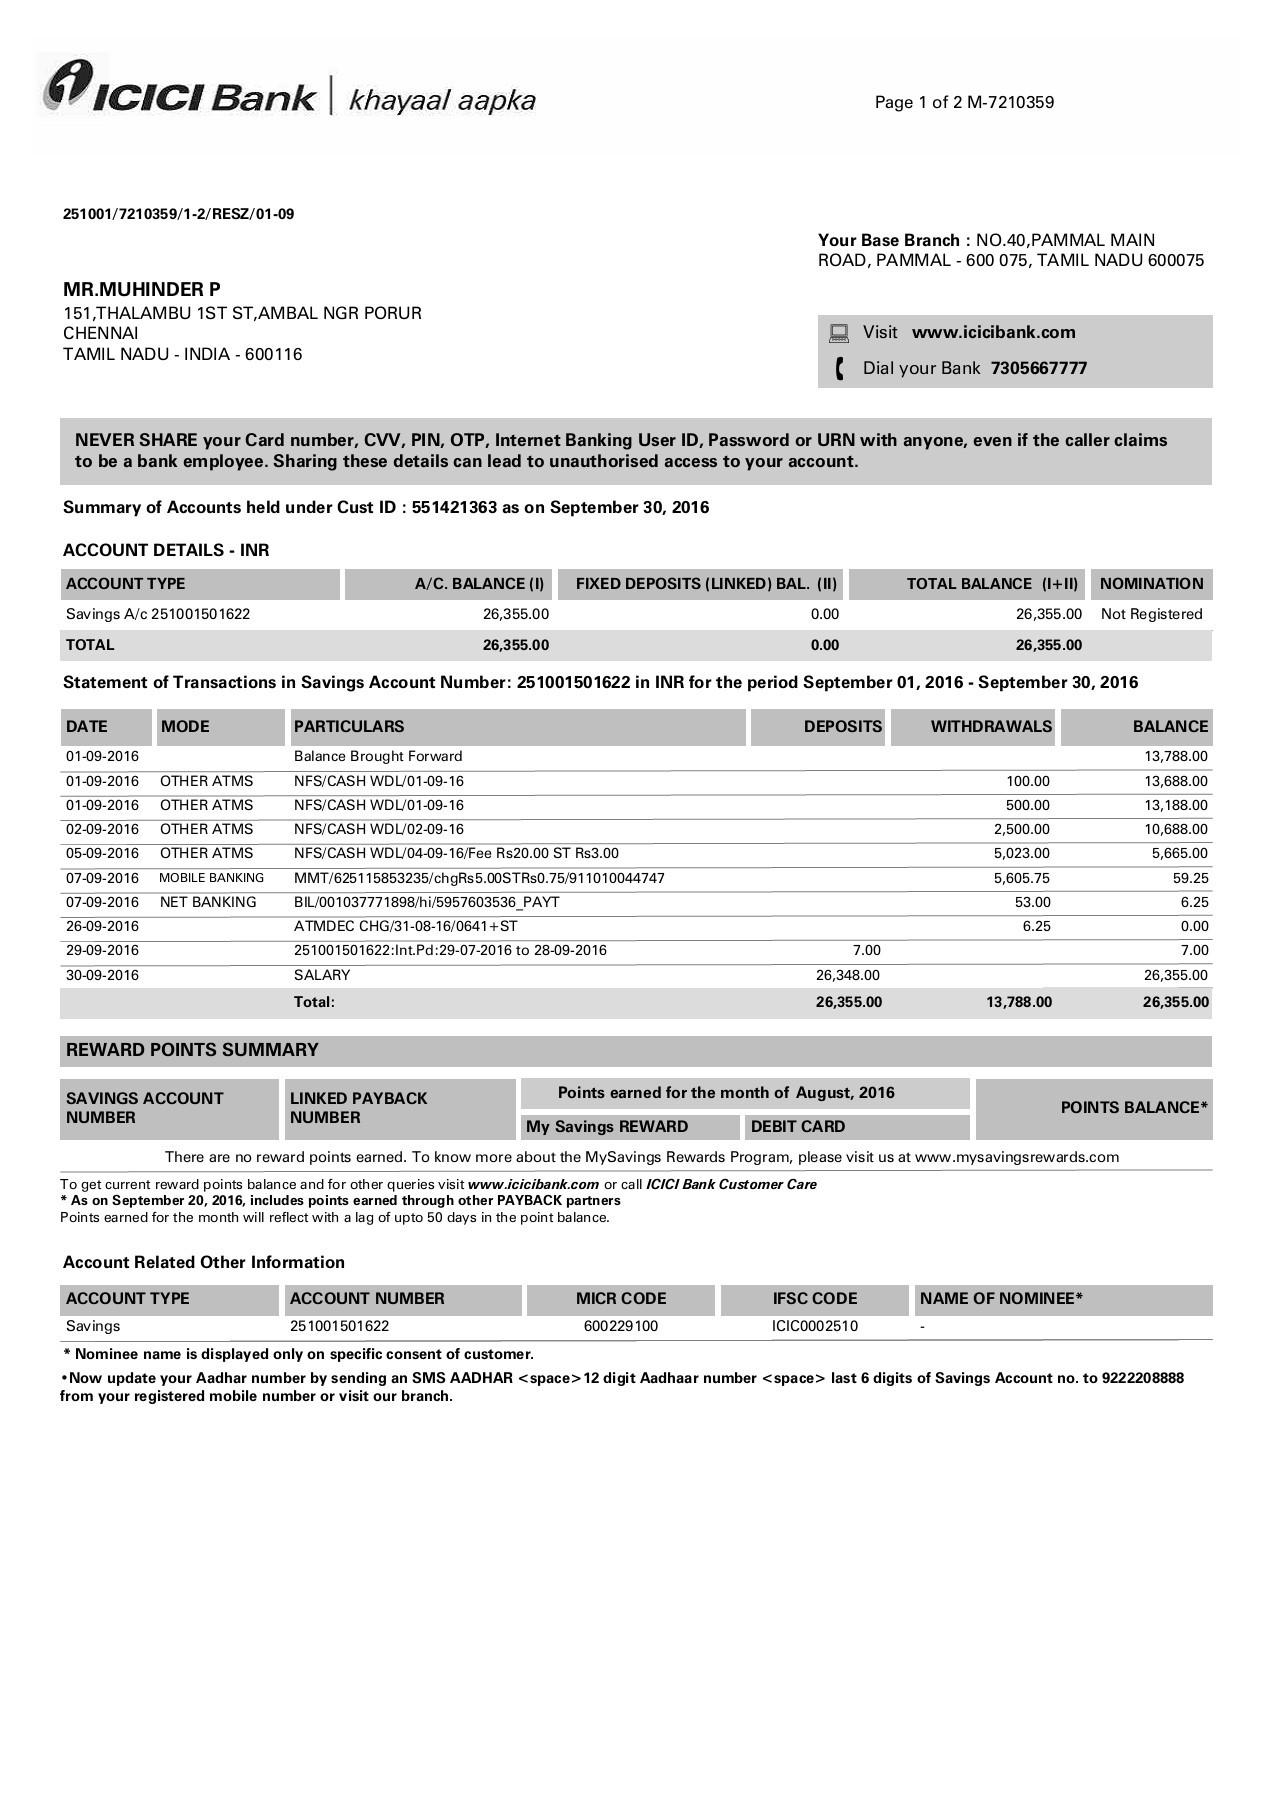 ICICI Bank | khayaal aapka
Page 1 of 2 M-7210359
251001/7210359/1-2/RESZ/01-09
Your Base Branch : NO.40,PAMMAL MAIN
ROAD, PAMMAL - 600 075, TAMIL NADU 600075
MR.MUHINDER P
151,THALAMBU 1ST ST,AMBAL NGR PORUR
CHENNAI
TAMIL NADU - INDIA - 600116
Visit www.icicibank.com
Dial your Bank 7305667777
NEVER SHARE your Card number, CVV, PIN, OTP, Internet Banking User ID, Password or URN with anyone, even if the caller claims
to be a bank employee. Sharing these details can lead to unauthorised access to your account.
Summary of Accounts held under Cust ID : 551421363 as on September 30, 2016
ACCOUNT DETAILS - INR
ACCOUNT TYPE A/C. BALANCE (I) FIXED DEPOSITS (LINKED) BAL. (II) TOTAL BALANCE (I+II) NOMINATION
Savings A/c 251001501622 26,355.00 0.00 26,355.00 Not Registered
TOTAL 26,355.00 0.00 26,355.00
Statement of Transactions in Savings Account Number: 251001501622 in INR for the period September 01, 2016 - September 30, 2016
DATE MODE PARTICULARS DEPOSITS WITHDRAWALS BALANCE
01-09-2016 Balance Brought Forward 13,788.00
01-09-2016 OTHER ATMS NFS/CASH WDL/01-09-16 100.00 13,688.00
01-09-2016 OTHER ATMS NFS/CASH WDL/01-09-16 500.00 13,188.00
02-09-2016 OTHER ATMS NFS/CASH WDL/02-09-16 2,500.00 10,688.00
05-09-2016 OTHER ATMS NFS/CASH WDL/04-09-16/Fee Rs20.00 ST Rs3.00 5,023.00 5,665.00
07-09-2016 MOBILE BANKING MMT/625115853235/chgRs5.00STRs0.75/911010044747 5,605.75 59.25
07-09-2016 NET BANKING BIL/001037771898/hi/5957603536_PAYT 53.00 6.25
26-09-2016 ATMDEC CHG/31-08-16/0641+ST 6.25 0.00
29-09-2016 251001501622:Int.Pd:29-07-2016 to 28-09-2016 7.00 7.00
30-09-2016 SALARY 26,348.00 26,355.00
Total: 26,355.00 13,788.00 26,355.00
REWARD POINTS SUMMARY
SAVINGS ACCOUNT NUMBER LINKED PAYBACK NUMBER Points earned for the month of August, 2016 POINTS BALANCE*
My Savings REWARD DEBIT CARD
There are no reward points earned. To know more about the MySavings Rewards Program, please visit us at www.mysavingsrewards.com
To get current reward points balance and for other queries visit www.icicibank.com or call ICICI Bank Customer Care
* As on September 20, 2016, includes points earned through other PAYBACK partners
Points earned for the month will reflect with a lag of upto 50 days in the point balance.
Account Related Other Information
ACCOUNT TYPE ACCOUNT NUMBER MICR CODE IFSC CODE NAME OF NOMINEE*
Savings 251001501622 600229100 ICIC0002510 -
* Nominee name is displayed only on specific consent of customer.
•Now update your Aadhar number by sending an SMS AADHAR <space>12 digit Aadhaar number <space> last 6 digits of Savings Account no. to 9222208888
from your registered mobile number or visit our branch.